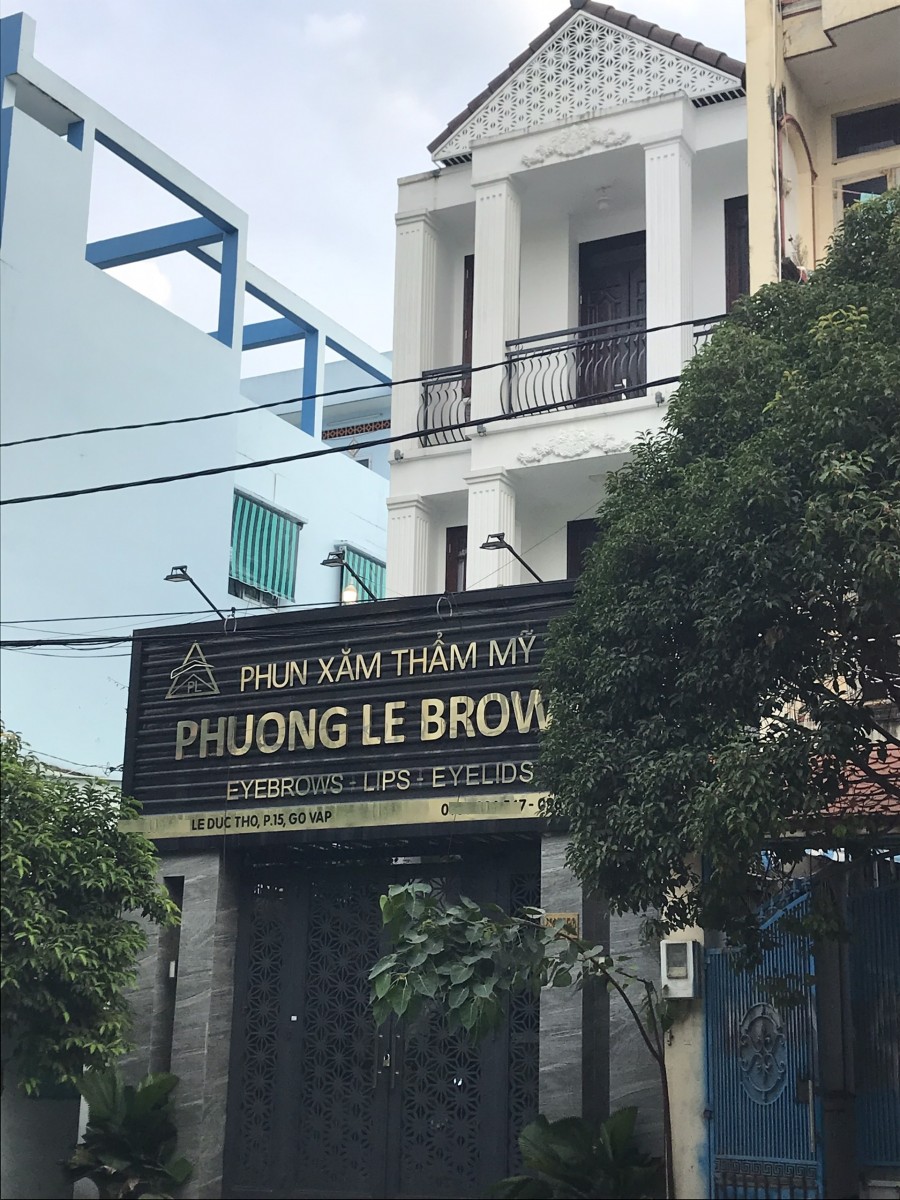 PL
PHUN XĂM THẨM MỸ
PHUONG LE BROW
EYEBROWS - LIPS - EYELIDS
LE DUC THO, P.15, GO VAP